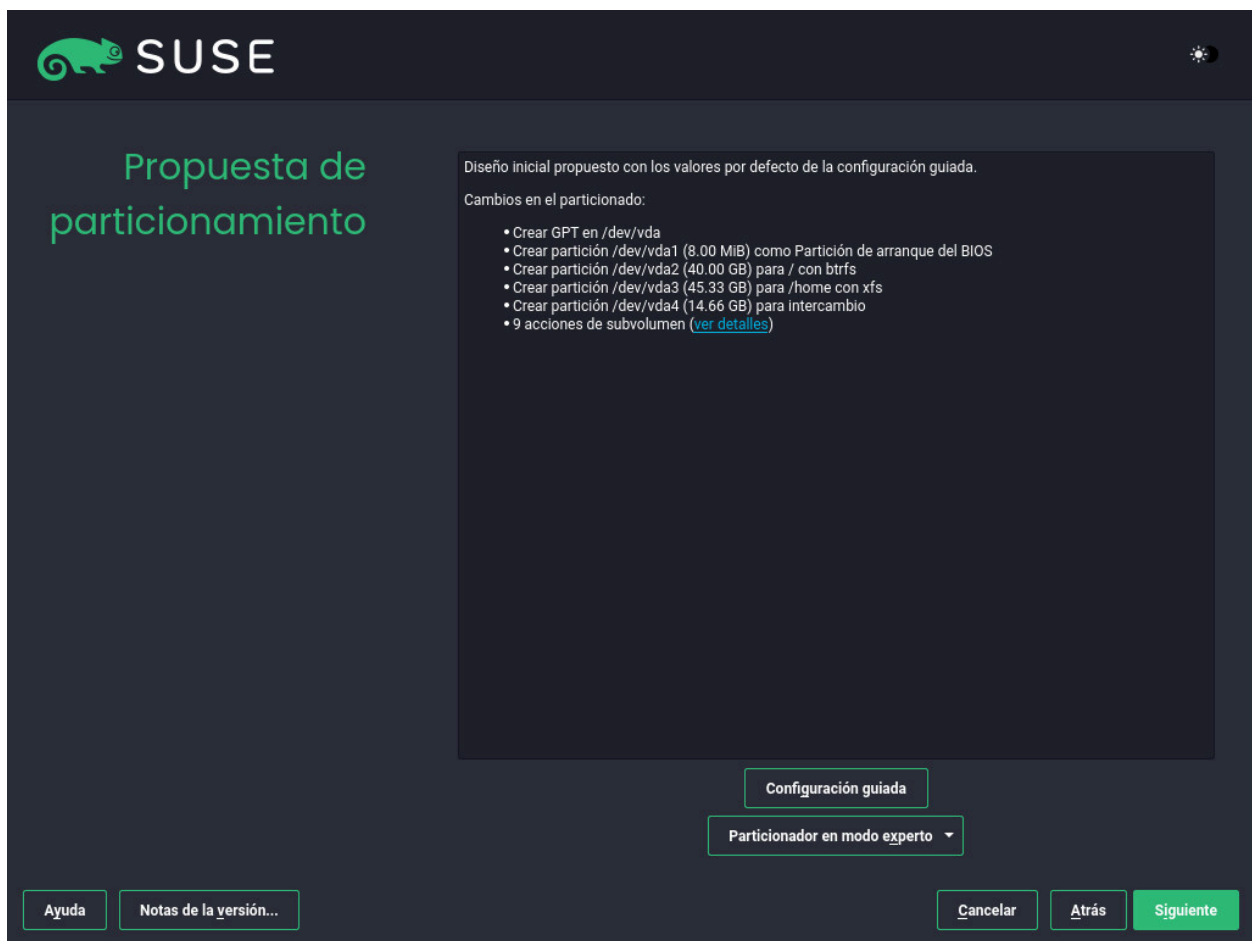 SUSE
Propuesta de
particionamiento
Diseño inicial propuesto con los valores por defecto de la configuración guiada.
Cambios en el particionado:
• Crear GPT en /dev/vda
• Crear partición /dev/vda1 (8.00 MiB) como Partición de arranque del BIOS
• Crear partición /dev/vda2 (40.00 GB) para / con btrfs
• Crear partición /dev/vda3 (45.33 GB) para /home con xfs
• Crear partición /dev/vda4 (14.66 GB) para intercambio
• 9 acciones de subvolumen (ver detalles)
Configuración guiada
Particionador en modo experto
Ayuda
Notas de la versión...
Cancelar
Atrás
Siguiente